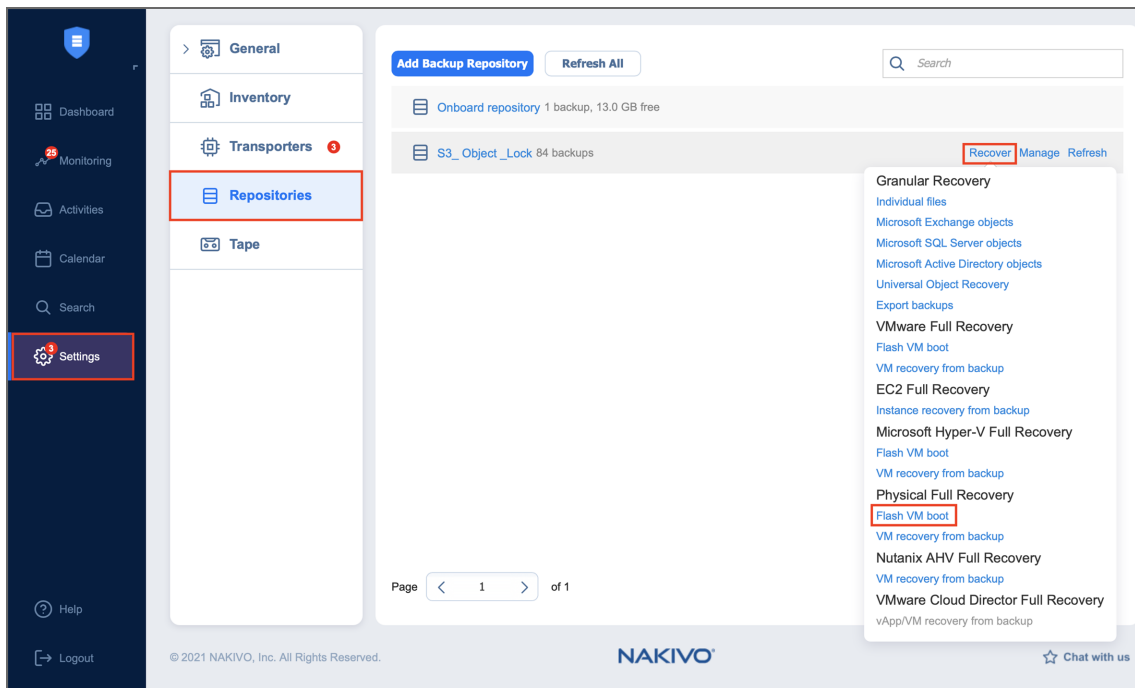 Dashboard
25
Monitoring
Activities
Calendar
Search
3
Settings
Help
Logout
General
Inventory
Transporters 3
Repositories
Tape
Add Backup Repository
Refresh All
Search
Onboard repository 1 backup, 13.0 GB free
S3_ Object _Lock 84 backups
Recover Manage Refresh
Granular Recovery
Individual files
Microsoft Exchange objects
Microsoft SQL Server objects
Microsoft Active Directory objects
Universal Object Recovery
Export backups
VMware Full Recovery
Flash VM boot
VM recovery from backup
EC2 Full Recovery
Instance recovery from backup
Microsoft Hyper-V Full Recovery
Flash VM boot
VM recovery from backup
Physical Full Recovery
Flash VM boot
VM recovery from backup
Nutanix AHV Full Recovery
VM recovery from backup
VMware Cloud Director Full Recovery
vApp/VM recovery from backup
Page 1 of 1
© 2021 NAKIVO, Inc. All Rights Reserved.
NAKIVO
Chat with us